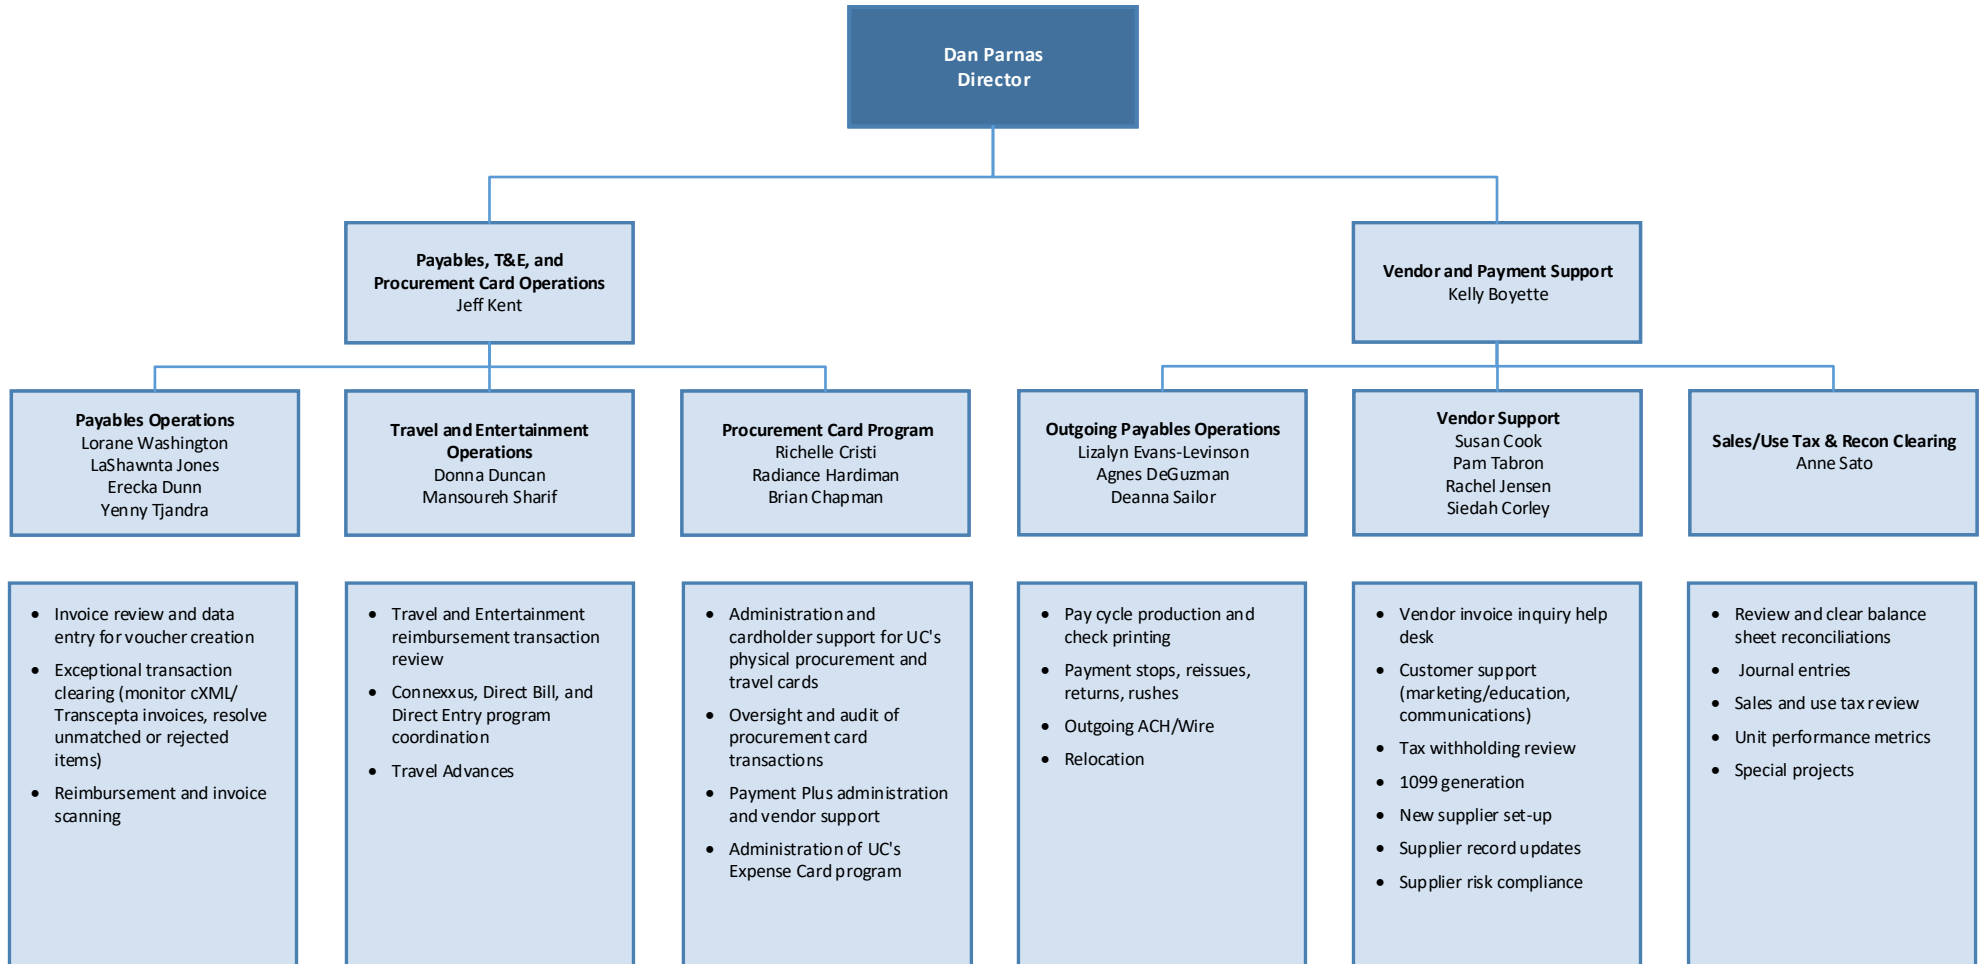 Dan Parnas
Director
Payables, T&E, and
Procurement Card Operations
Jeff Kent
Vendor and Payment Support
Kelly Boyette
Payables Operations
Lorane Washington
LaShawnta Jones
Erecka Dunn
Yenny Tjandra
Travel and Entertainment
Operations
Donna Duncan
Mansoureh Sharif
Procurement Card Program
Richelle Cristi
Radiance Hardiman
Brian Chapman
Outgoing Payables Operations
Lizalyn Evans-Levinson
Agnes DeGuzman
Deanna Sailor
Vendor Support
Susan Cook
Pam Tabron
Rachel Jensen
Siedah Corley
Sales/Use Tax & Recon Clearing
Anne Sato
• Invoice review and data
entry for voucher creation
• Exceptional transaction
clearing (monitor cXML/
Transcepta invoices, resolve
unmatched or rejected
items)
• Reimbursement and invoice
scanning
• Travel and Entertainment
reimbursement transaction
review
• Connexxus, Direct Bill, and
Direct Entry program
coordination
• Travel Advances
• Administration and
cardholder support for UC's
physical procurement and
travel cards
• Oversight and audit of
procurement card
transactions
• Payment Plus administration
and vendor support
• Administration of UC's
Expense Card program
• Pay cycle production and
check printing
• Payment stops, reissues,
returns, rushes
• Outgoing ACH/Wire
• Relocation
• Vendor invoice inquiry help
desk
• Customer support
(marketing/education,
communications)
• Tax withholding review
• 1099 generation
• New supplier set-up
• Supplier record updates
• Supplier risk compliance
• Review and clear balance
sheet reconciliations
• Journal entries
• Sales and use tax review
• Unit performance metrics
• Special projects